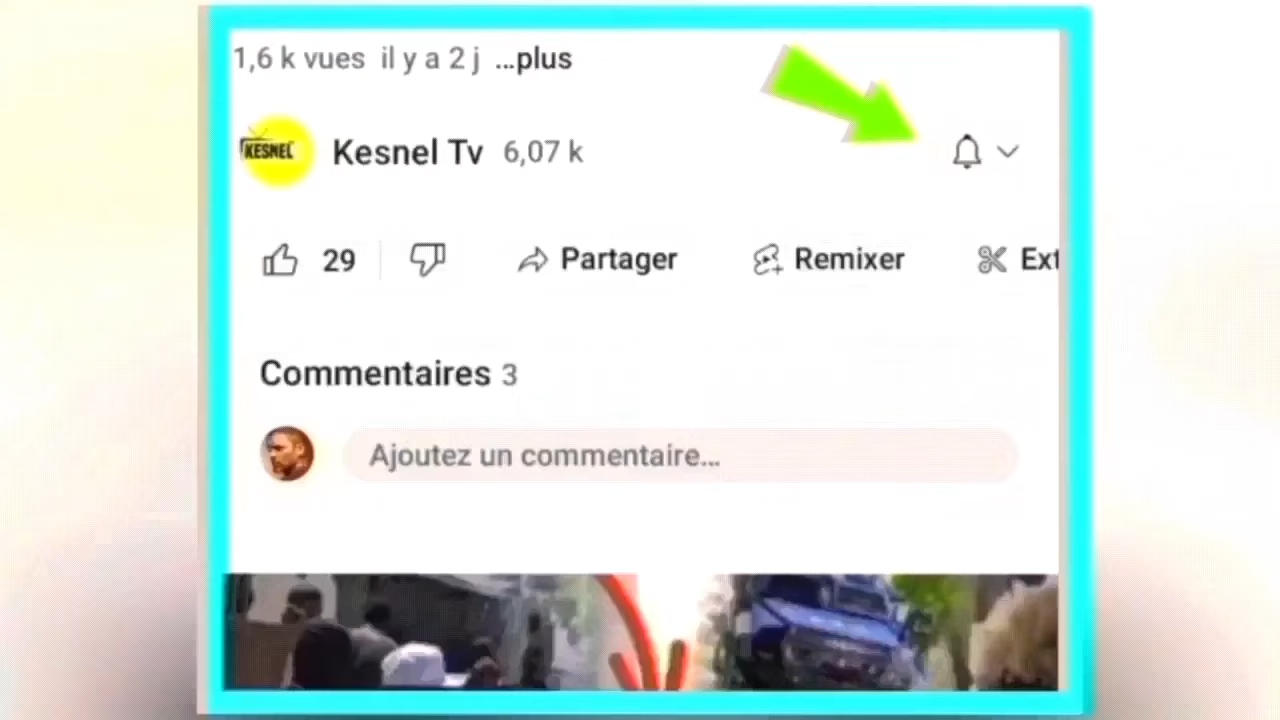 1,6 k vues il y a 2 j ...plus
KESNEL
Kesnel Tv 6,07 k
29 Partager Remixer Ext
Commentaires 3
Ajoutez un commentaire...